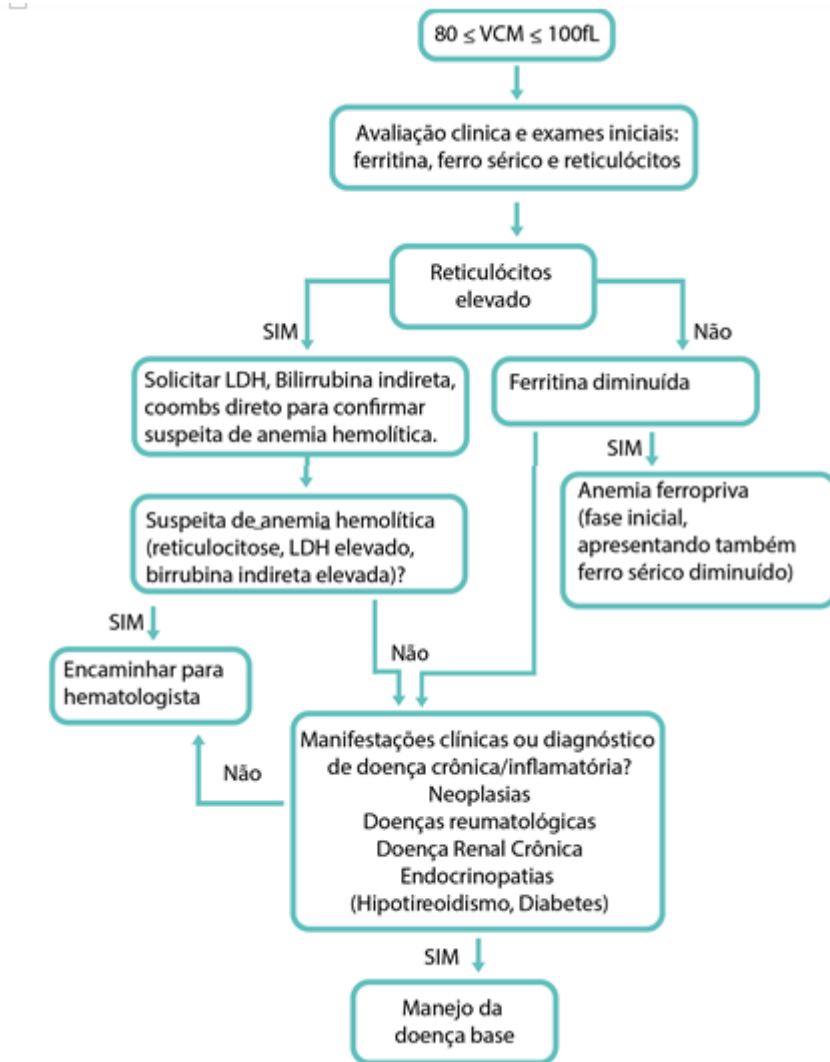 80 ≤ VCM ≤ 100fL
Avaliação clinica e exames iniciais:
ferritina, ferro sérico e reticulócitos
Reticulócitos
elevado
SIM
Não
Solicitar LDH, Bilirrubina indireta,
coombs direto para confirmar
suspeita de anemia hemolítica.
Ferritina diminuída
SIM
Suspeita de anemia hemolítica
(reticulocitose, LDH elevado,
birrubina indireta elevada)?
Anemia ferropriva
(fase inicial,
apresentando também
ferro sérico diminuído)
SIM
Não
Encaminhar para
hematologista
Não
Manifestações clínicas ou diagnóstico
de doença crônica/inflamatória?
Neoplasias
Doenças reumatológicas
Doença Renal Crônica
Endocrinopatias
(Hipotireoidismo, Diabetes)
SIM
Manejo da
doença base